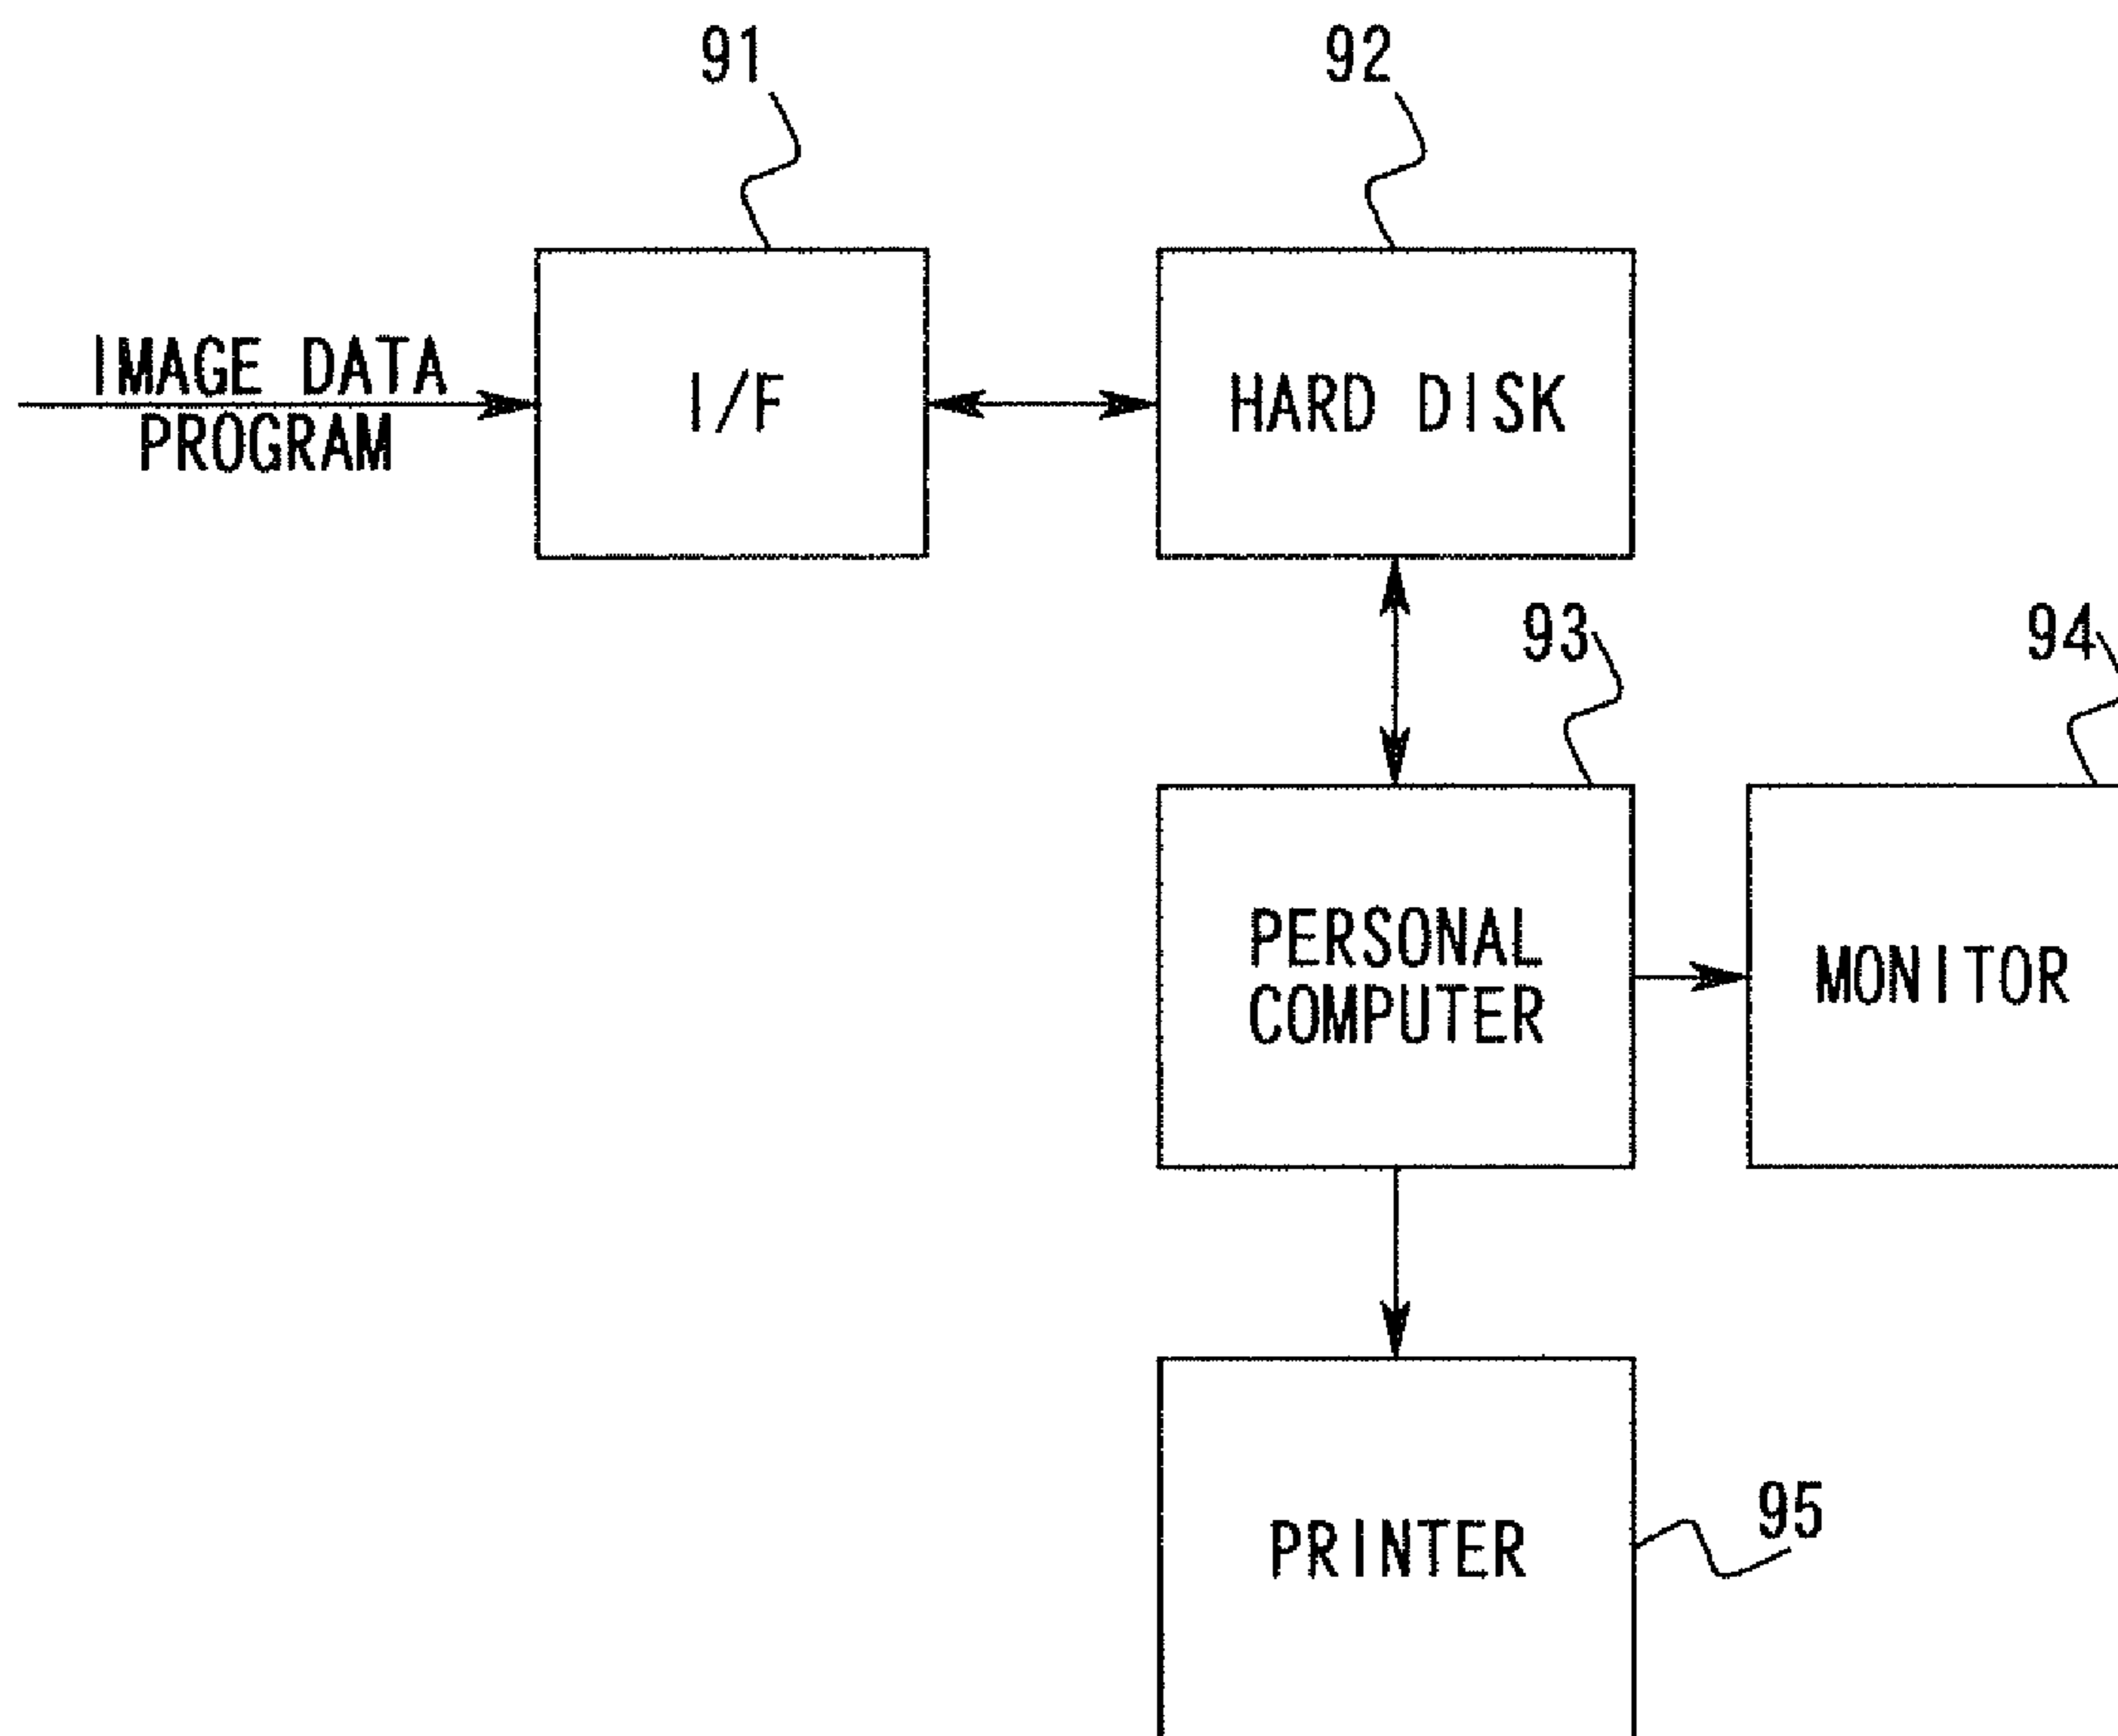 91
92
IMAGE DATA
PROGRAM
I/F
HARD DISK
93
94
PERSONAL
COMPUTER
MONITOR
PRINTER
95